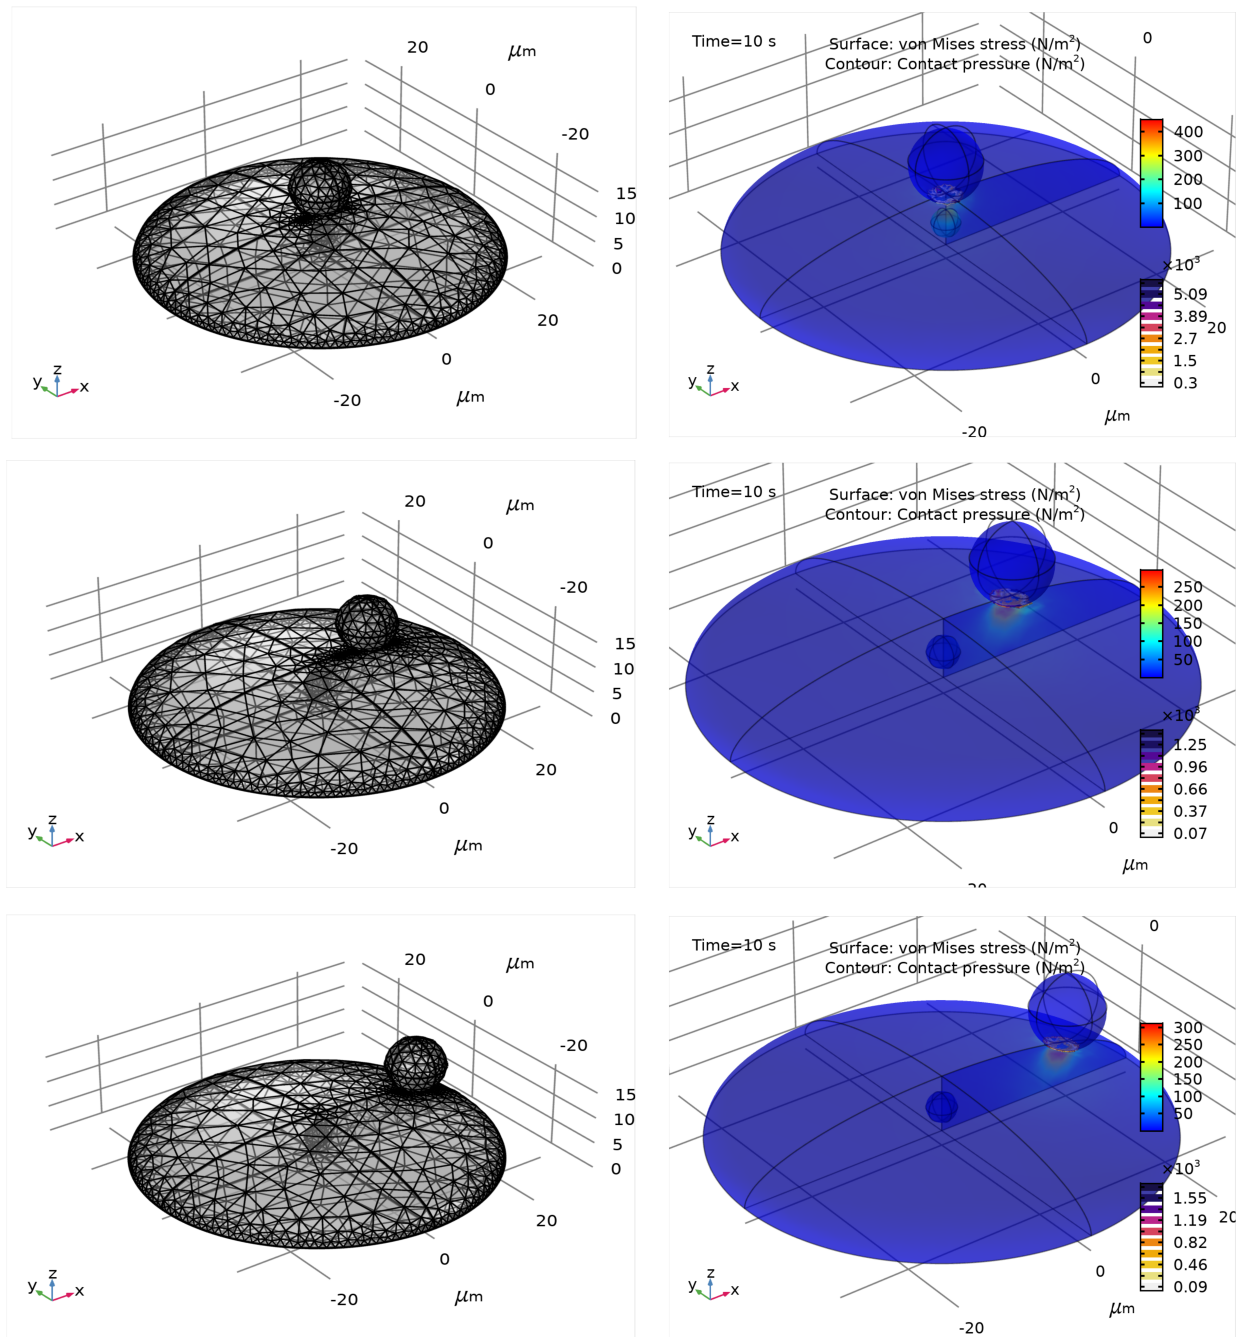 20
μm
0
-20
15
10
5
0
20
0
μm
-20
z
y
x
Time=10 s
Surface: von Mises stress (N/m²)
Contour: Contact pressure (N/m²)
0
400
300
200
100
×10³
5.09
3.89
2.7
1.5
0.3
20
0
μm
-20
z
y
x
20
μm
0
-20
15
10
5
0
20
0
μm
-20
z
y
x
Time=10 s
Surface: von Mises stress (N/m²)
Contour: Contact pressure (N/m²)
250
200
150
100
50
×10³
1.25
0.96
0.66
0.37
0.07
0
μm
z
y
x
20
μm
0
-20
15
10
5
0
20
0
μm
-20
z
y
x
Time=10 s
Surface: von Mises stress (N/m²)
Contour: Contact pressure (N/m²)
0
300
250
200
150
100
50
×10³
1.55
1.19
0.82
0.46
0.09
20
0
μm
-20
z
y
x